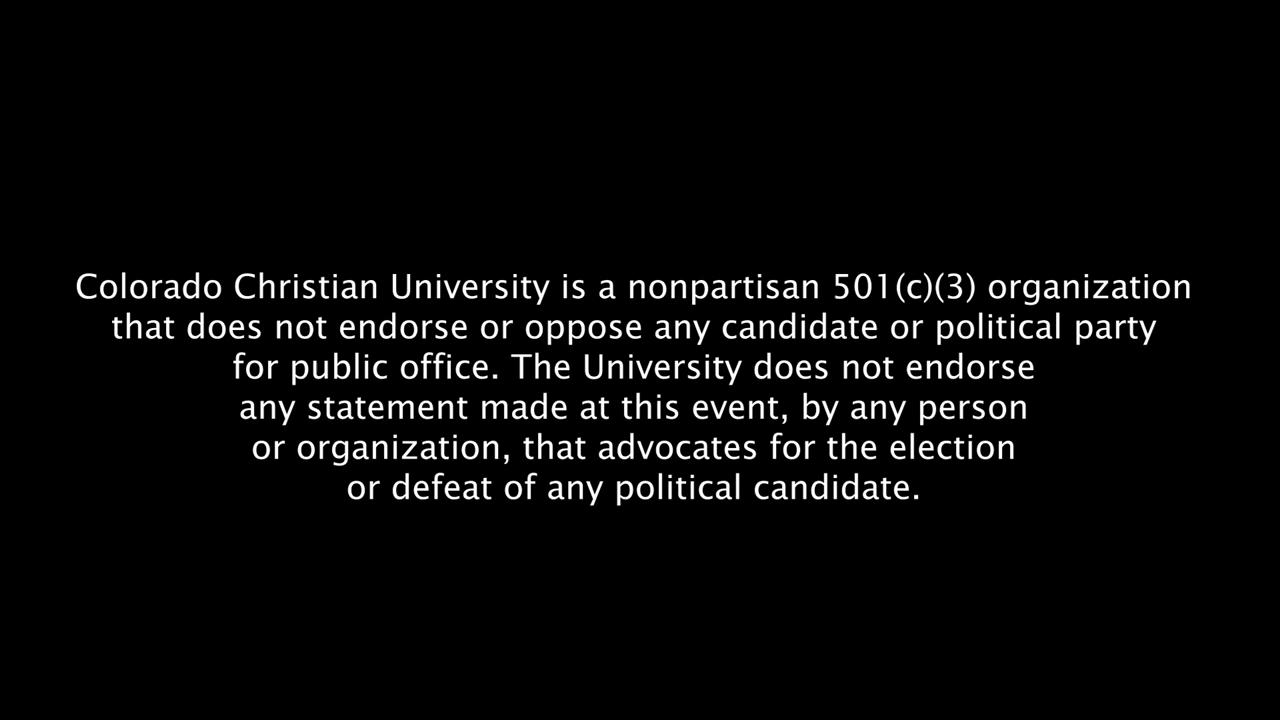 Colorado Christian University is a nonpartisan 501(c)(3) organization
that does not endorse or oppose any candidate or political party
for public office. The University does not endorse
any statement made at this event, by any person
or organization, that advocates for the election
or defeat of any political candidate.